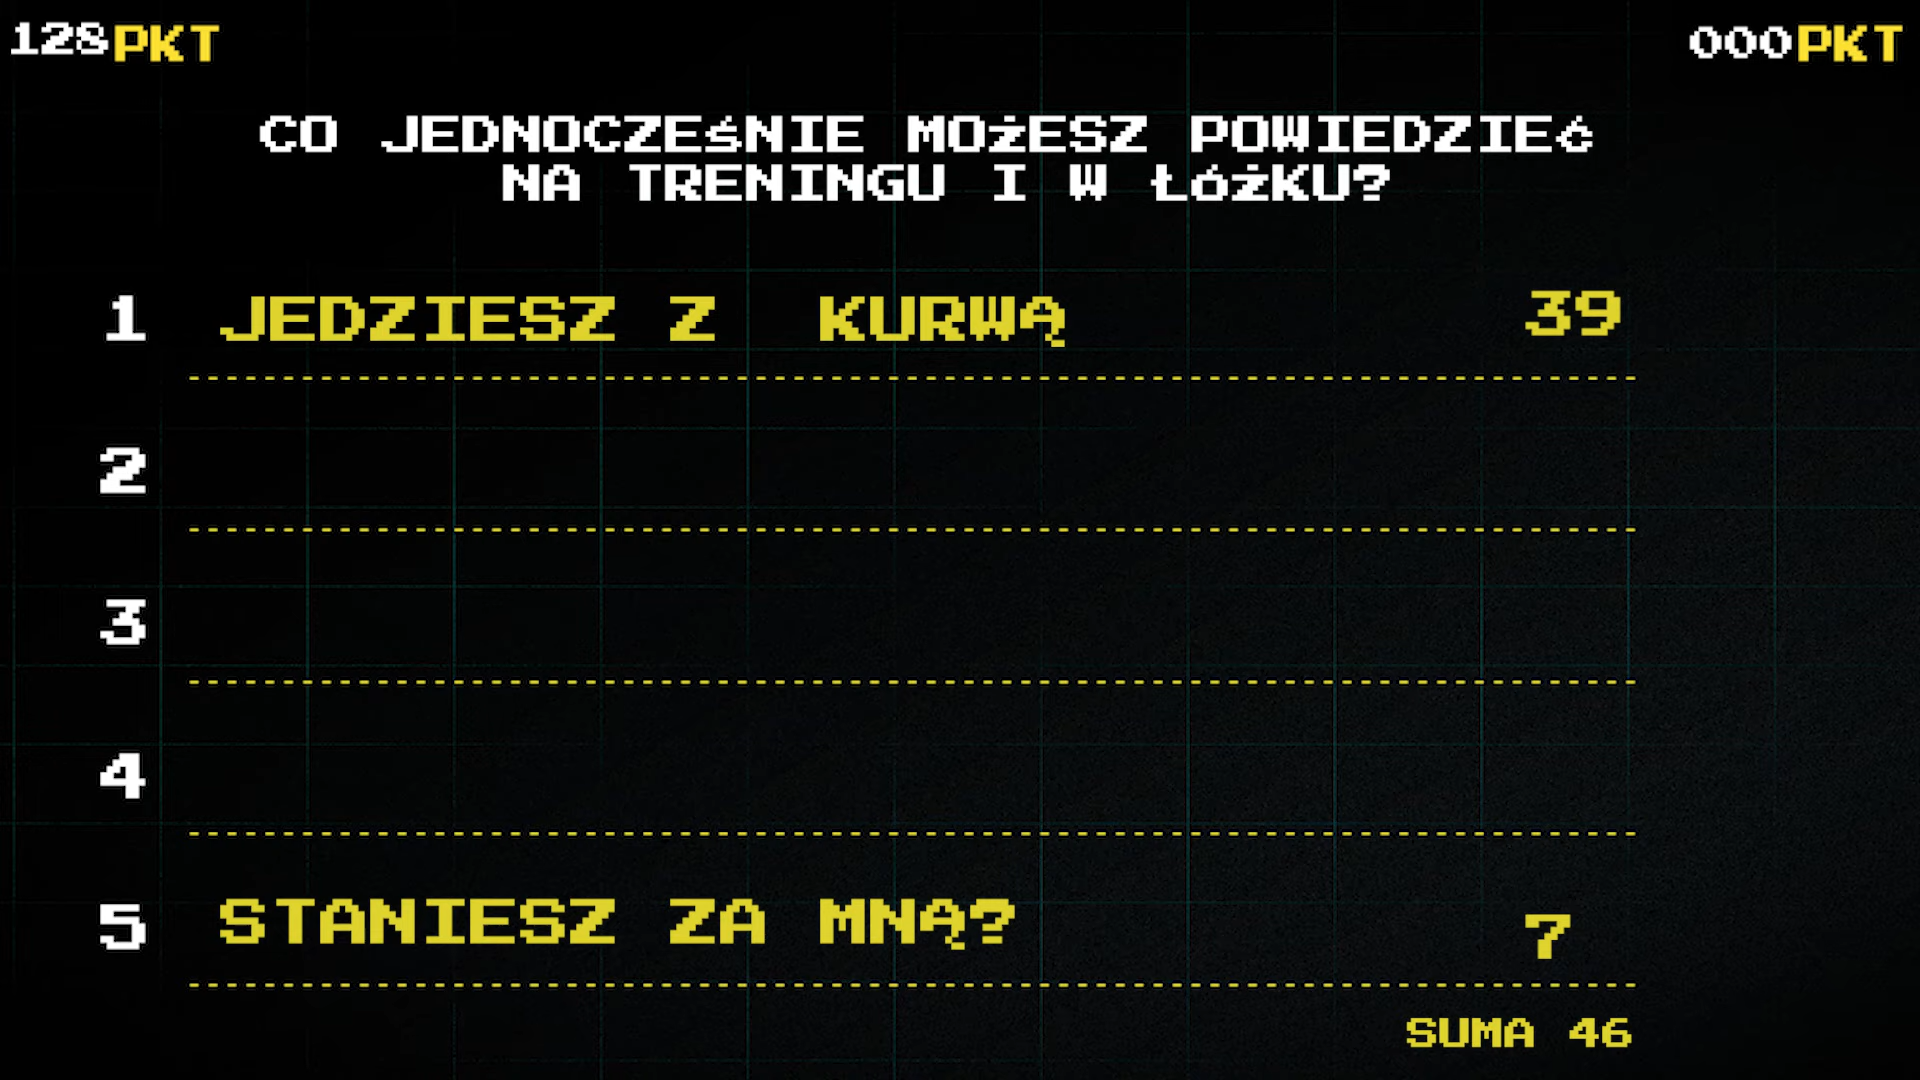 128PKT
000PKT
CO JEDNOCZEśNIE MOżESZ POWIEDZIEć
NA TRENINGU I W ŁóżKU?
1 JEDZIESZ Z KURWĄ 39
2
3
4
5 STANIESZ ZA MNĄ? 7
SUMA 46